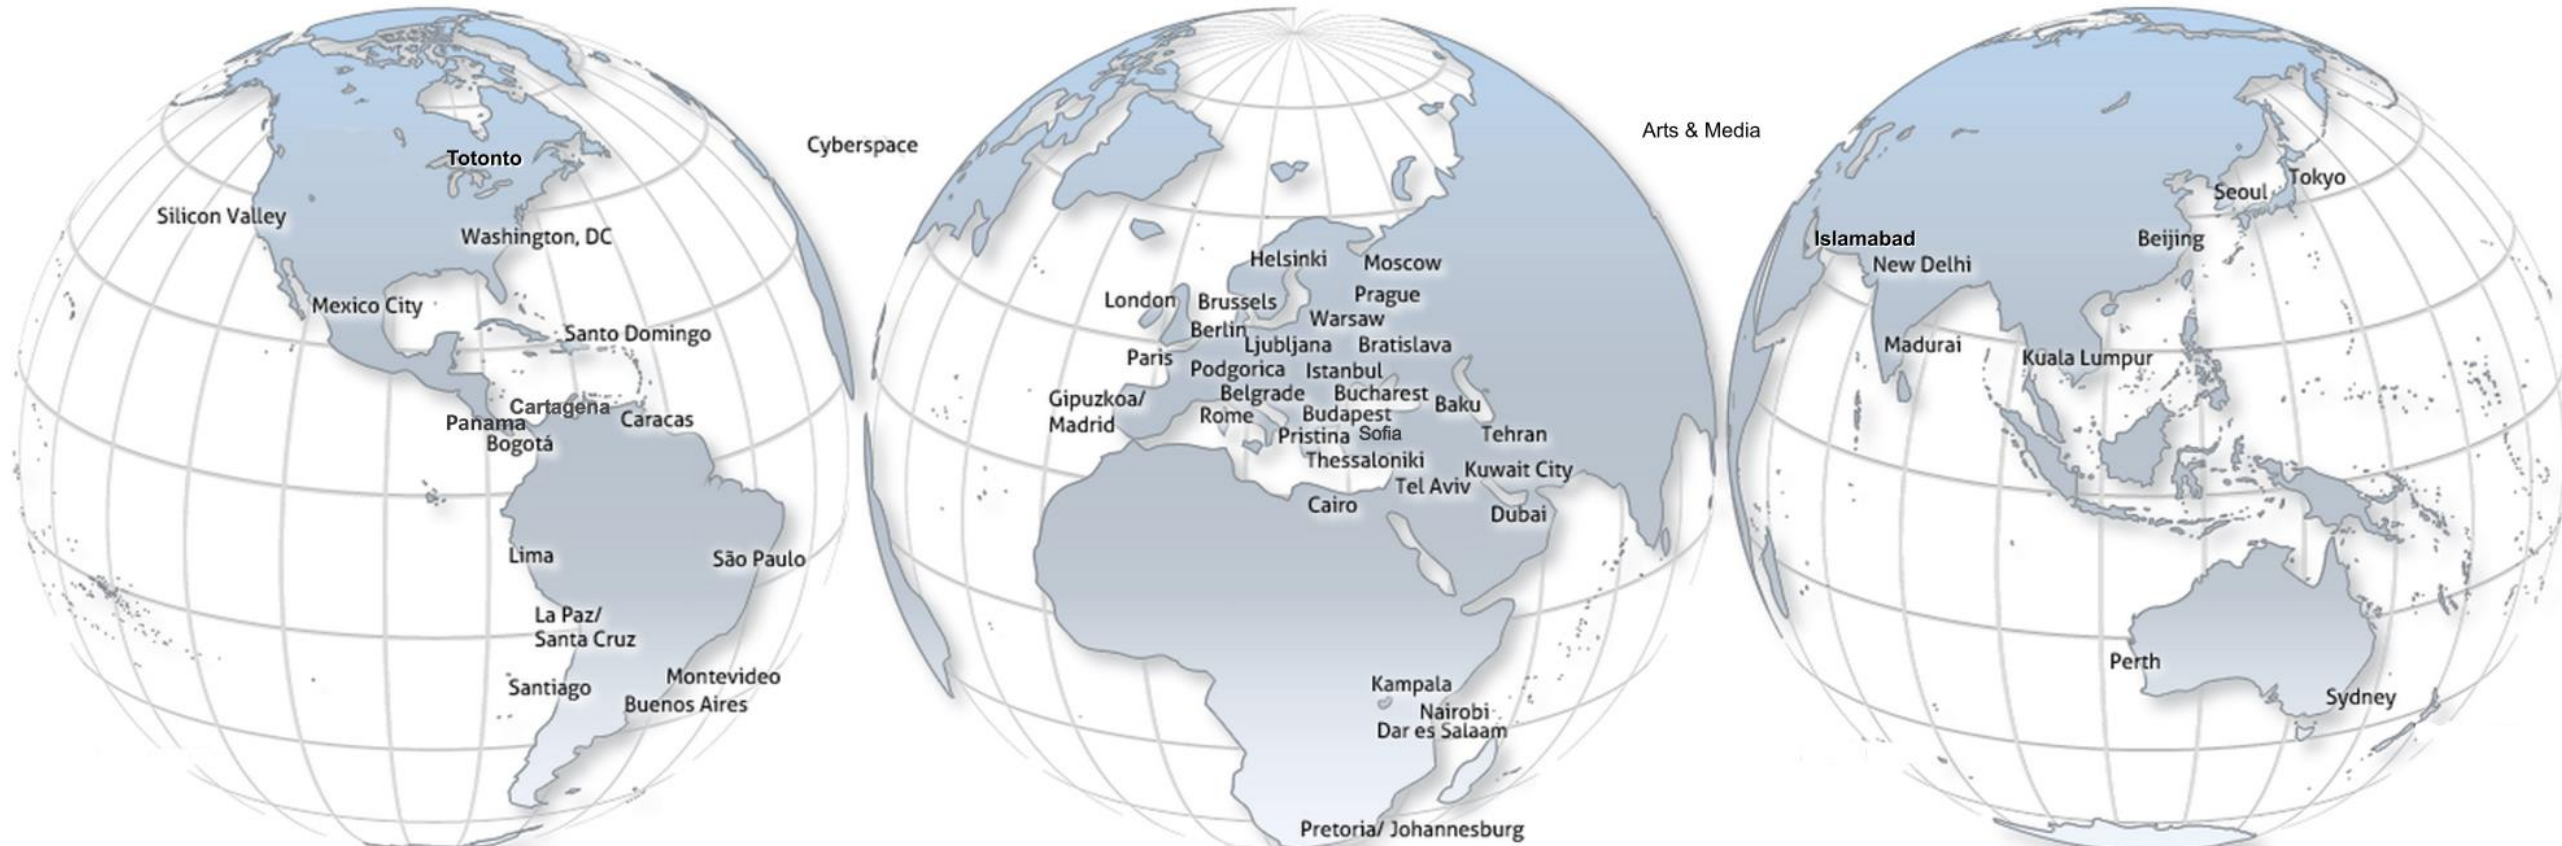 Totonto
Silicon Valley
Washington, DC
Mexico City
Santo Domingo
Cartagena
Panama
Caracas
Bogotá
Lima
São Paulo
La Paz/
Santa Cruz
Santiago
Montevideo
Buenos Aires
Cyberspace
Helsinki
Moscow
London
Brussels
Prague
Berlin
Warsaw
Ljubljana
Bratislava
Paris
Podgorica
Istanbul
Gipuzkoa/
Madrid
Belgrade
Bucharest
Rome
Budapest
Baku
Pristina
Sofia
Tehran
Thessaloniki
Kuwait City
Tel Aviv
Cairo
Dubai
Kampala
Nairobi
Dar es Salaam
Pretoria/ Johannesburg
Arts & Media
Seoul
Tokyo
Islamabad
Beijing
New Delhi
Madurai
Kuala Lumpur
Perth
Sydney